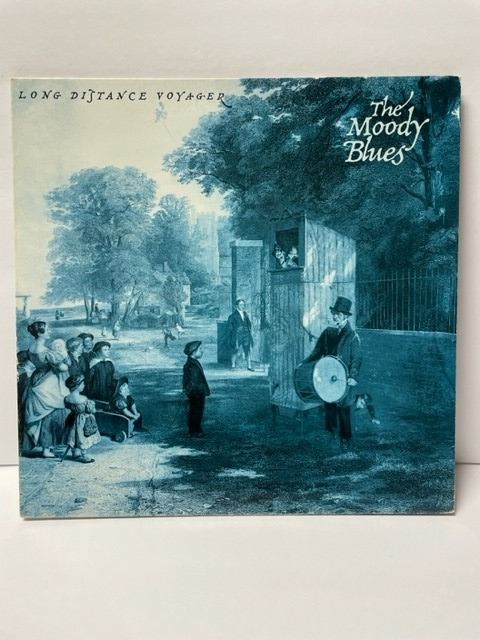 LONG DISTANCE VOYAGER
The
Moody
Blues